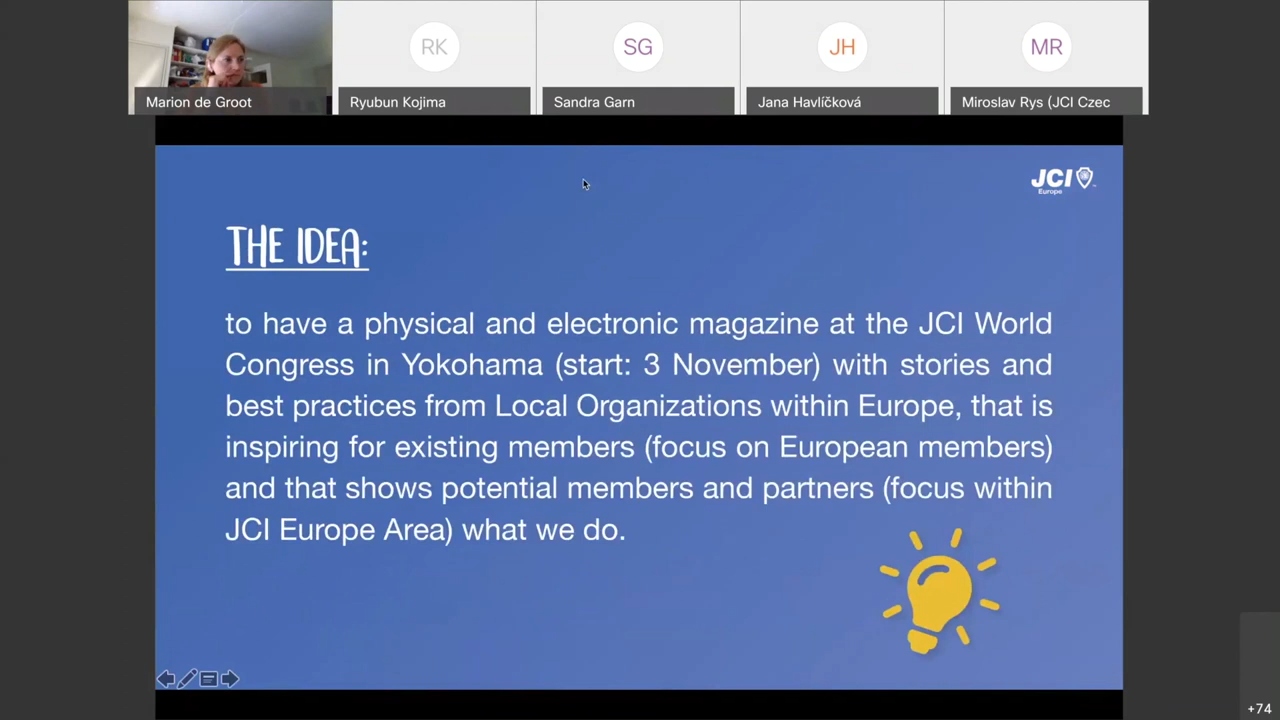 RK
SG
JH
MR
Marion de Groot
Ryubun Kojima
Sandra Garn
Jana Havlíčková
Miroslav Rys (JCI Czec
JCI
Europe
THE IDEA:
to have a physical and electronic magazine at the JCI World
Congress in Yokohama (start: 3 November) with stories and
best practices from Local Organizations within Europe, that is
inspiring for existing members (focus on European members)
and that shows potential members and partners (focus within
JCI Europe Area) what we do.
+74